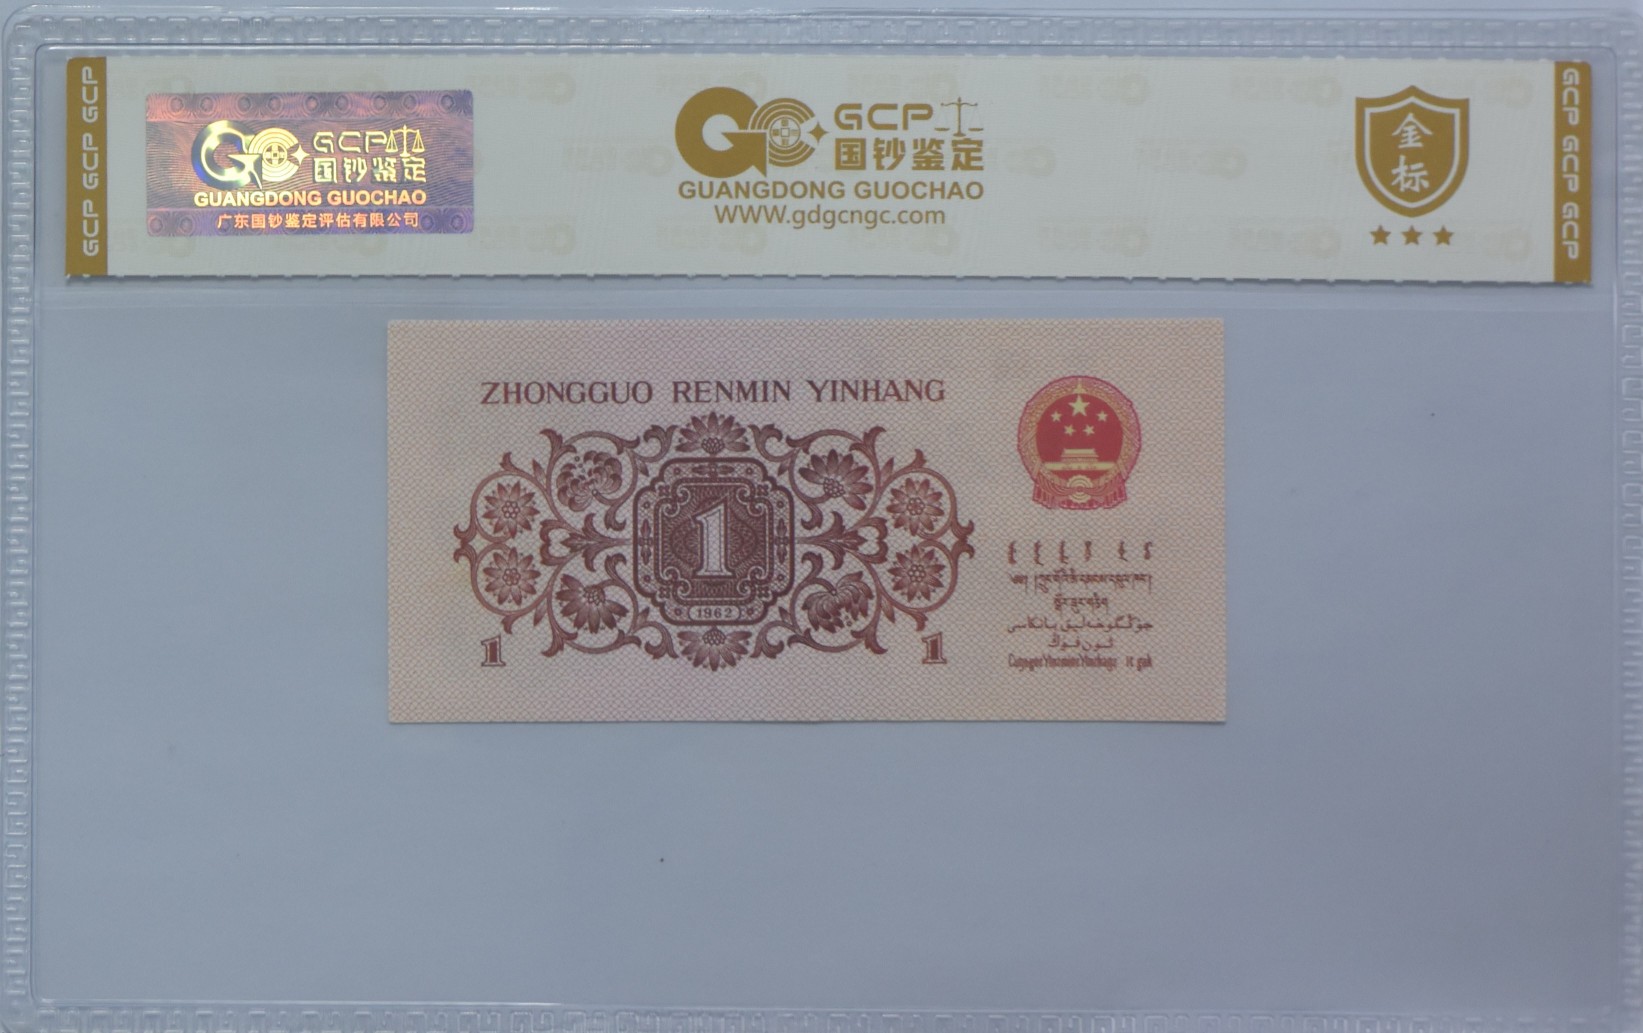 GCP GCP GCP
GCP
国钞鉴定
GUANGDONG GUOCHAO
广东国钞鉴定评估有限公司
GCP
国钞鉴定
GUANGDONG GUOCHAO
WWW.gdgcngc.com
金标
GCP GCP GCP
ZHONGGUO RENMIN YINHANG
1
(1962)
1 1